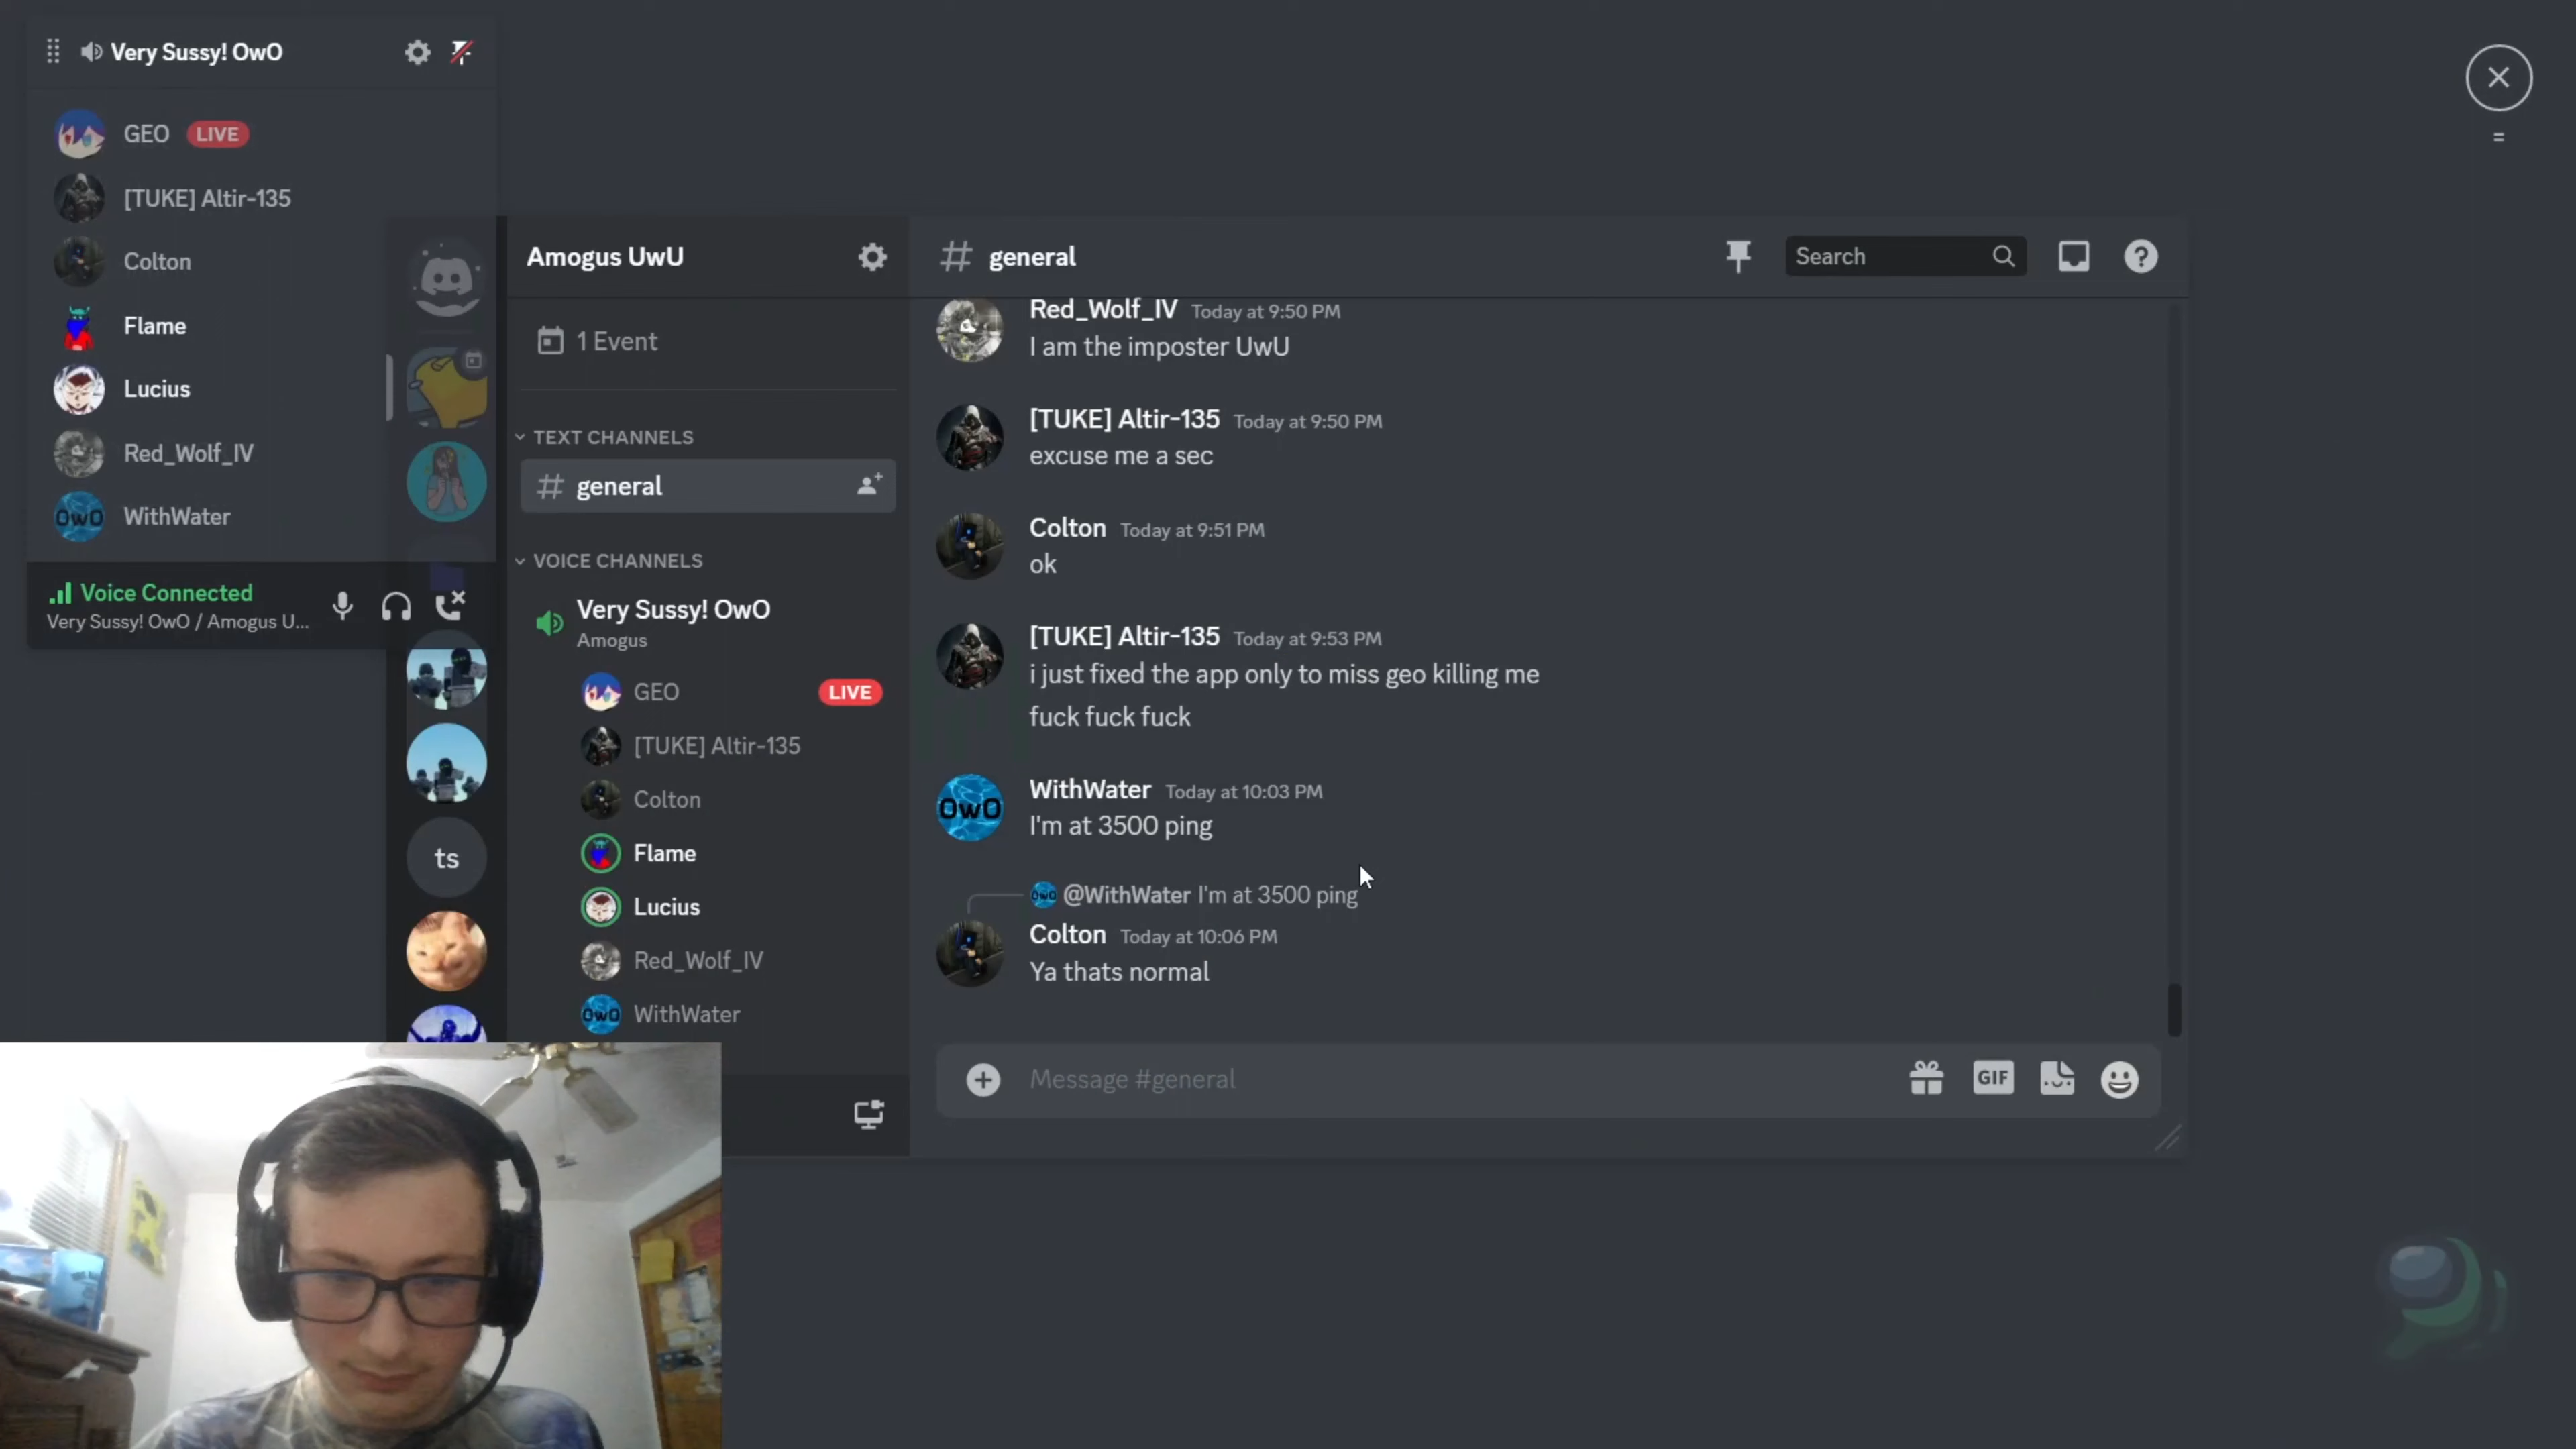 Very Sussy! OwO
GEO LIVE
[TUKE] Altir-135
Colton
Flame
Lucius
Red_Wolf_IV
OwO WithWater
Voice Connected
Very Sussy! OwO / Amogus U...
ts
Amogus UwU
1 Event
TEXT CHANNELS
general
VOICE CHANNELS
Very Sussy! OwO
Amogus
GEO LIVE
[TUKE] Altir-135
Colton
Flame
Lucius
Red_Wolf_IV
OwO WithWater
# general
Search
Red_Wolf_IV Today at 9:50 PM
I am the imposter UwU
[TUKE] Altir-135 Today at 9:50 PM
excuse me a sec
Colton Today at 9:51 PM
ok
[TUKE] Altir-135 Today at 9:53 PM
i just fixed the app only to miss geo killing me
fuck fuck fuck
OwO
WithWater Today at 10:03 PM
I'm at 3500 ping
@WithWater I'm at 3500 ping
Colton Today at 10:06 PM
Ya thats normal
Message #general
GIF
=